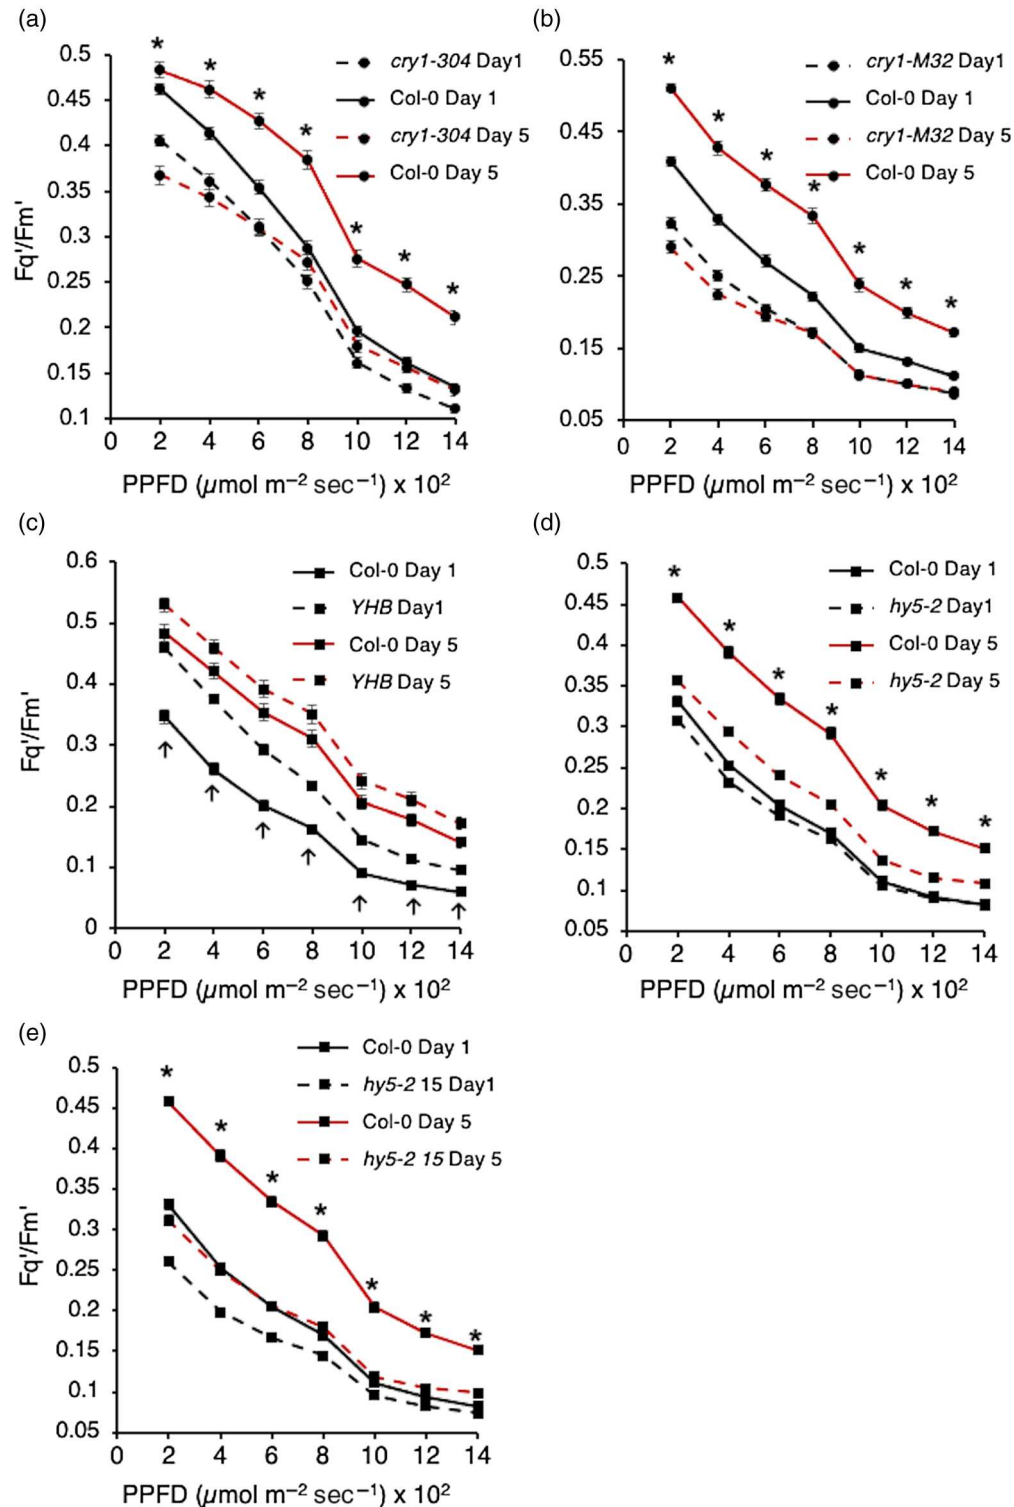 (a)
Fq'/Fm'
0.5
0.45
0.4
0.35
0.3
0.25
0.2
0.15
0.1
* * * * * * *
cry1-304 Day1
Col-0 Day 1
cry1-304 Day 5
Col-0 Day 5
0 2 4 6 8 10 12 14
PPFD (µmol m−2 sec−1) x 10²
(b)
0.55
0.45
0.35
0.25
0.15
0.05
* * * * * * *
cry1-M32 Day1
Col-0 Day 1
cry1-M32 Day 5
Col-0 Day 5
0 2 4 6 8 10 12 14
PPFD (µmol m−2 sec−1) x 10²
(c)
Fq'/Fm'
0.6
0.5
0.4
0.3
0.2
0.1
0
Col-0 Day 1
YHB Day1
Col-0 Day 5
YHB Day 5
0 2 4 6 8 10 12 14
PPFD (µmol m−2 sec−1) x 10²
(d)
0.5
0.45
0.4
0.35
0.3
0.25
0.2
0.15
0.1
0.05
* * * * * * *
Col-0 Day 1
hy5-2 Day1
Col-0 Day 5
hy5-2 Day 5
0 2 4 6 8 10 12 14
PPFD (µmol m−2 sec−1) x 10²
(e)
Fq'/Fm'
0.5
0.45
0.4
0.35
0.3
0.25
0.2
0.15
0.1
0.05
* * * * * * *
Col-0 Day 1
hy5-2 15 Day1
Col-0 Day 5
hy5-2 15 Day 5
0 2 4 6 8 10 12 14
PPFD (µmol m−2 sec−1) x 10²